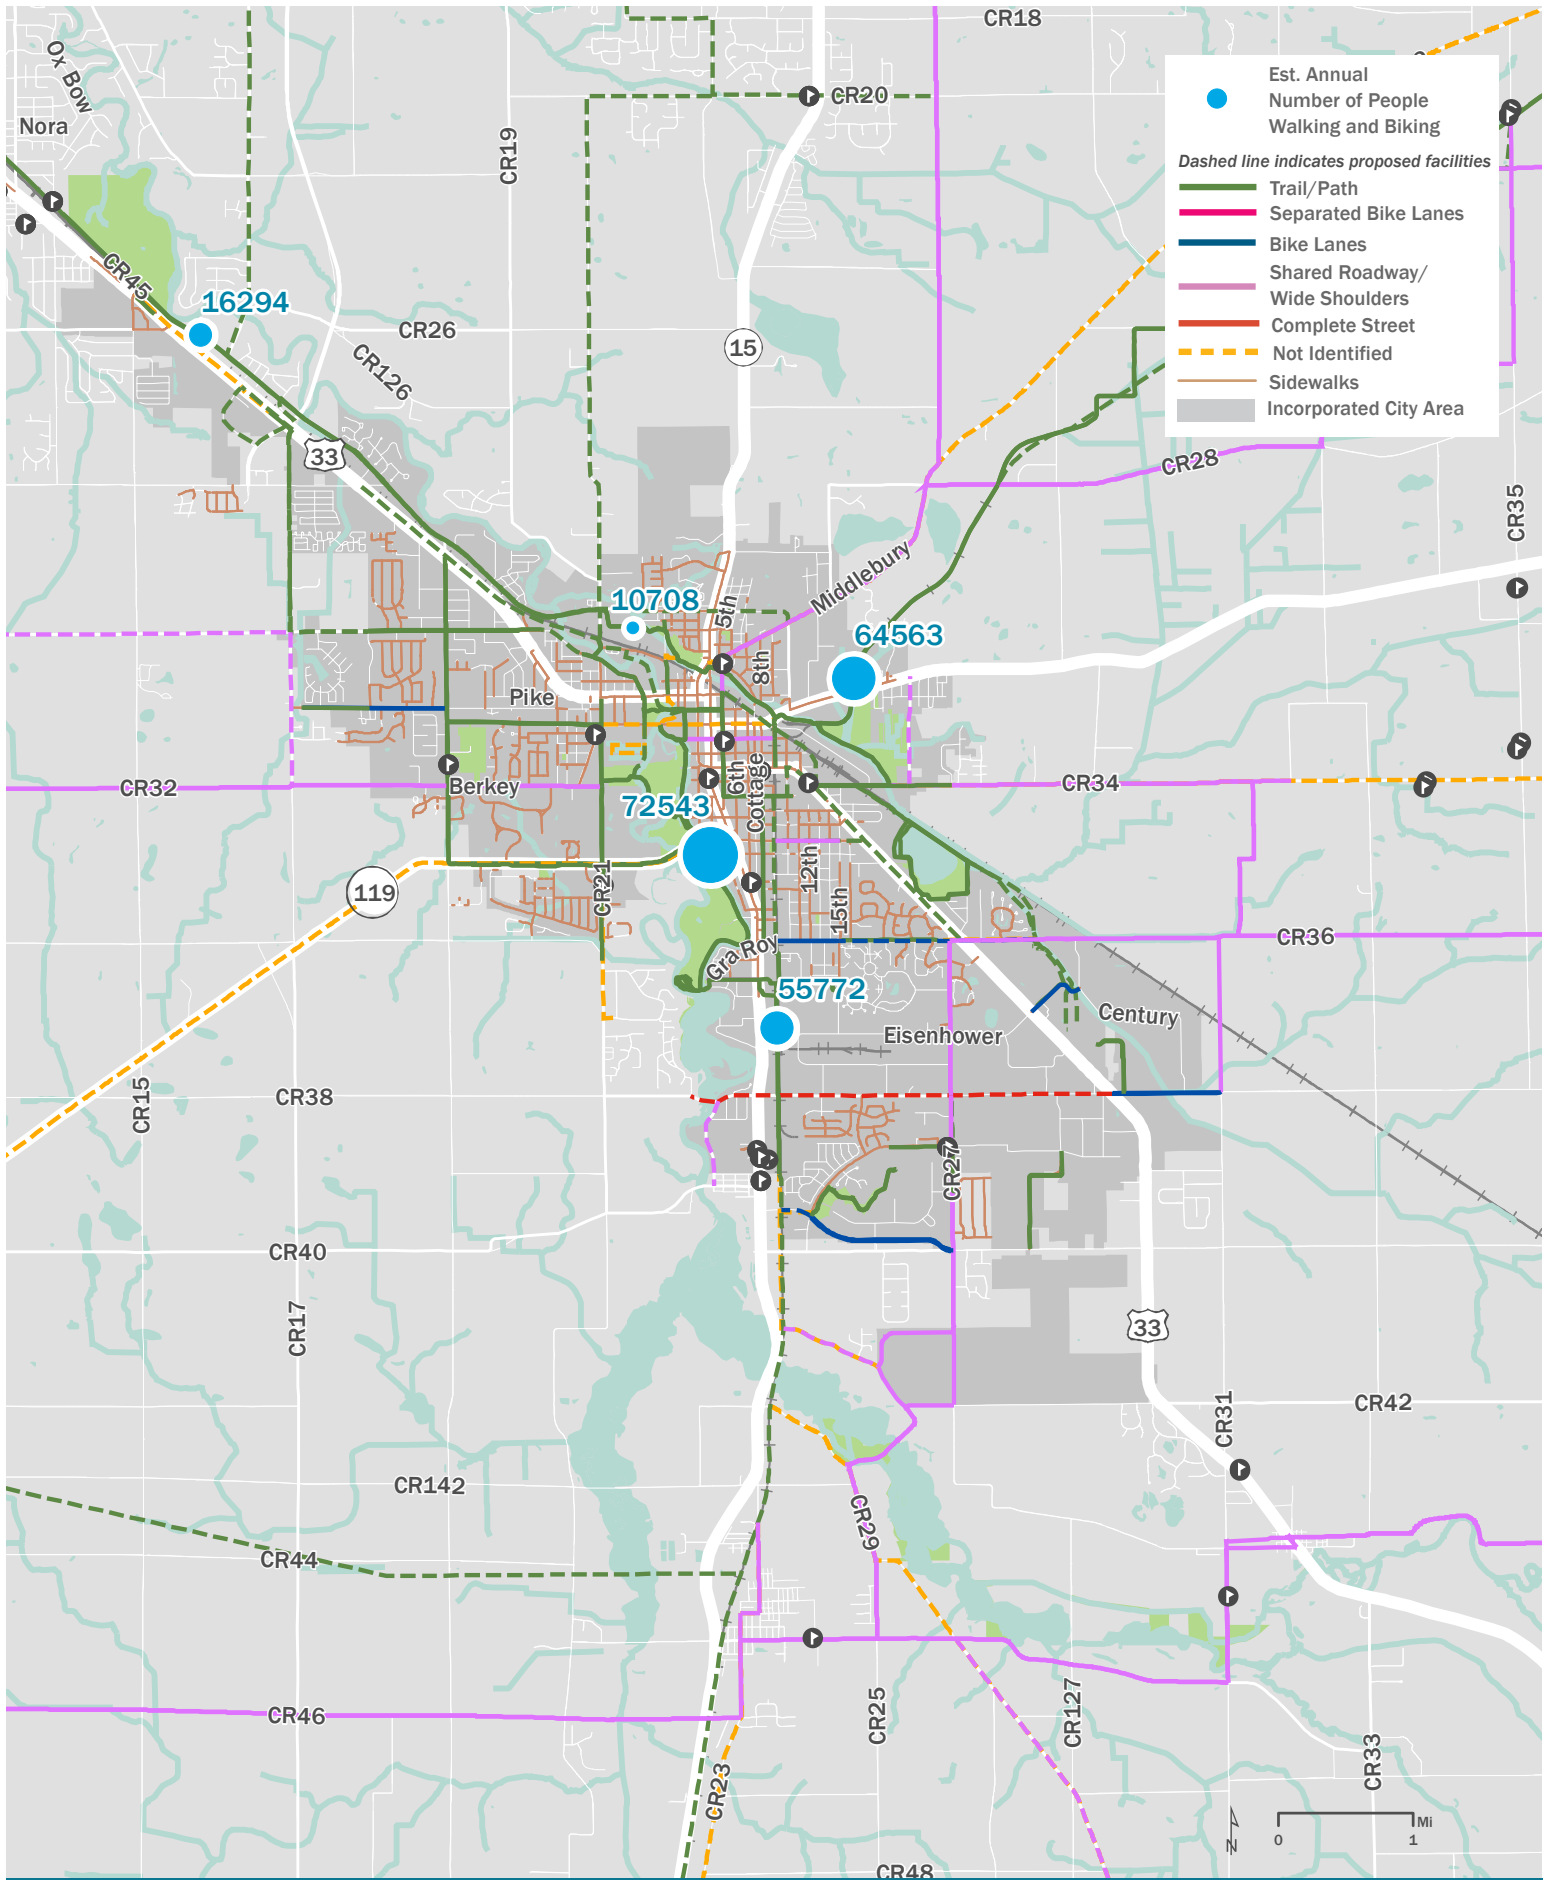 CR18
Ox Bow
Nora
CR20
CR19
Est. Annual
Number of People
Walking and Biking
Dashed line indicates proposed facilities
Trail/Path
Separated Bike Lanes
Bike Lanes
Shared Roadway/
Wide Shoulders
Complete Street
Not Identified
Sidewalks
Incorporated City Area
CR45
16294
CR26
CR126
15
33
CR28
CR35
Middlebury
10708
5th
64563
8th
Pike
CR32
Berkey
6th
Cottage
CR34
72543
119
CR21
12th
15th
Gra Roy
CR36
55772
Eisenhower
Century
CR15
CR38
CR27
CR40
CR17
33
CR31
CR42
CR142
CR29
CR44
CR46
CR25
CR127
CR33
CR23
N
Mi
0
1
CR48